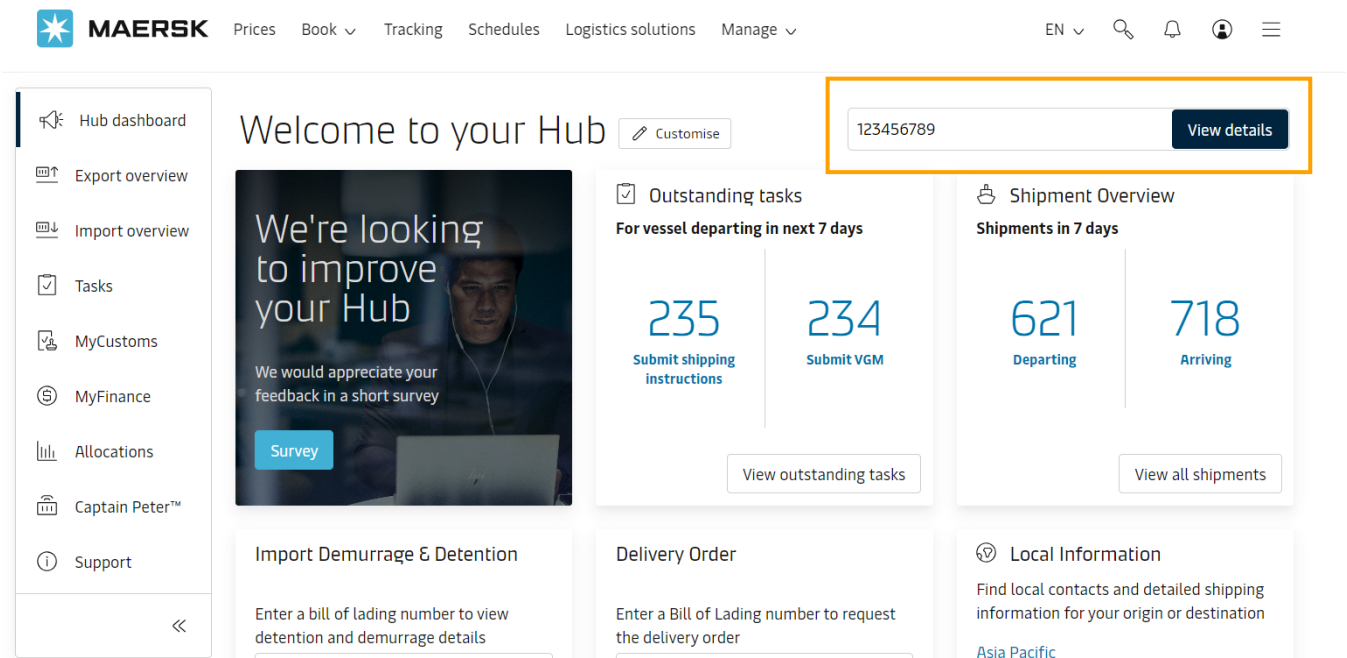 MAERSK
Prices
Book
Tracking
Schedules
Logistics solutions
Manage
EN
Hub dashboard
Export overview
Import overview
Tasks
MyCustoms
MyFinance
Allocations
Captain Peter™
Support
Welcome to your Hub
Customise
123456789
View details
We're looking
to improve
your Hub
We would appreciate your
feedback in a short survey
Survey
Outstanding tasks
For vessel departing in next 7 days
235
Submit shipping
instructions
234
Submit VGM
View outstanding tasks
Shipment Overview
Shipments in 7 days
621
Departing
718
Arriving
View all shipments
Import Demurrage & Detention
Enter a bill of lading number to view
detention and demurrage details
Delivery Order
Enter a Bill of Lading number to request
the delivery order
Local Information
Find local contacts and detailed shipping
information for your origin or destination
Asia Pacific